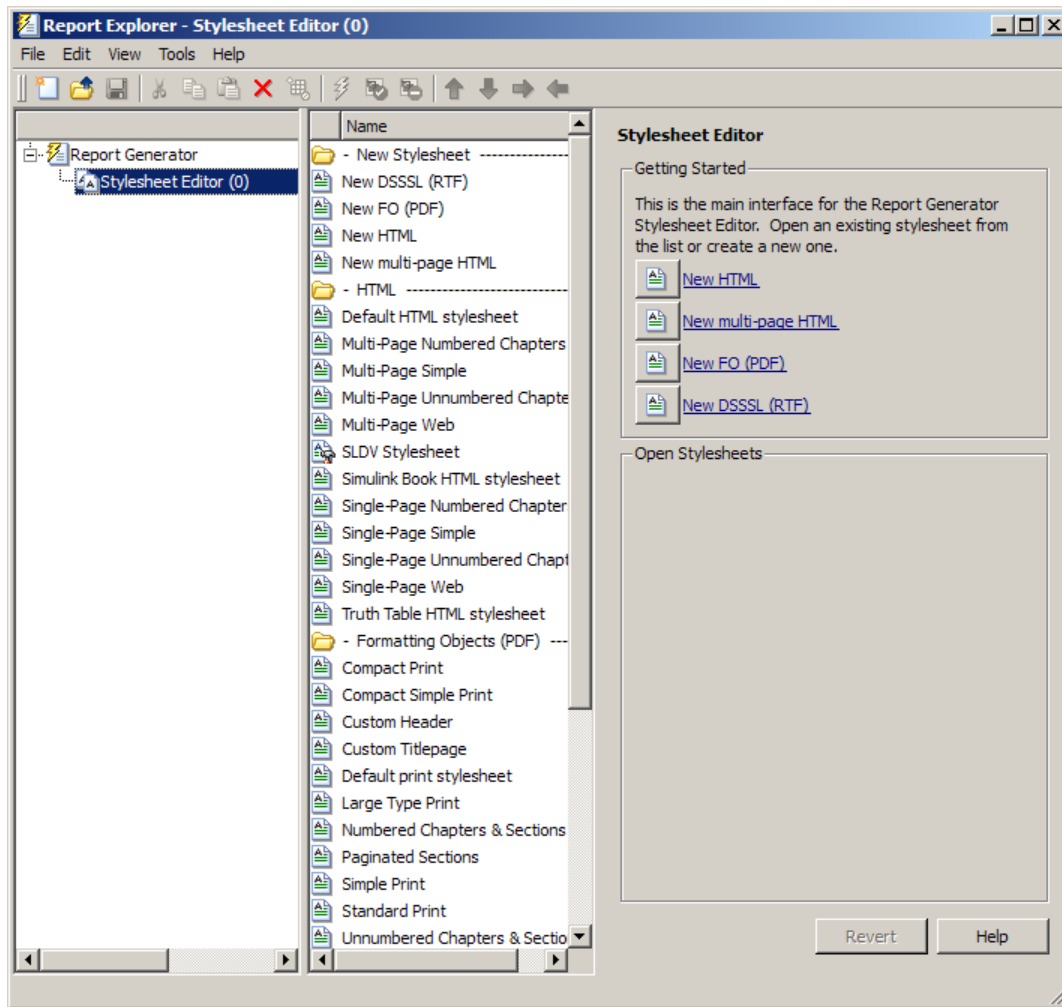 Report Explorer - Stylesheet Editor (0)
File Edit View Tools Help
Report Generator
Stylesheet Editor (0)
Name
- New Stylesheet ---------------
New DSSSL (RTF)
New FO (PDF)
New HTML
New multi-page HTML
- HTML ---------------------------
Default HTML stylesheet
Multi-Page Numbered Chapters
Multi-Page Simple
Multi-Page Unnumbered Chapte
Multi-Page Web
SLDV Stylesheet
Simulink Book HTML stylesheet
Single-Page Numbered Chapter
Single-Page Simple
Single-Page Unnumbered Chapt
Single-Page Web
Truth Table HTML stylesheet
- Formatting Objects (PDF) ---
Compact Print
Compact Simple Print
Custom Header
Custom Titlepage
Default print stylesheet
Large Type Print
Numbered Chapters & Sections
Paginated Sections
Simple Print
Standard Print
Unnumbered Chapters & Sectio
Stylesheet Editor
Getting Started
This is the main interface for the Report Generator
Stylesheet Editor. Open an existing stylesheet from
the list or create a new one.
New HTML
New multi-page HTML
New FO (PDF)
New DSSSL (RTF)
Open Stylesheets
Revert
Help